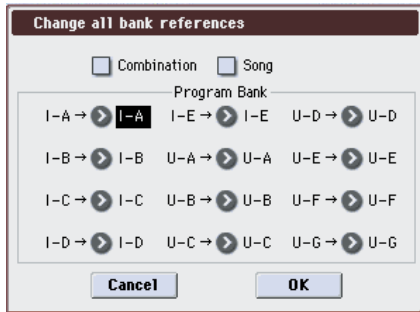 Change all bank references
Combination Song
Program Bank
I-A → I-A I-E → I-E U-D → U-D
I-B → I-B U-A → U-A U-E → U-E
I-C → I-C U-B → U-B U-F → U-F
I-D → I-D U-C → U-C U-G → U-G
Cancel OK